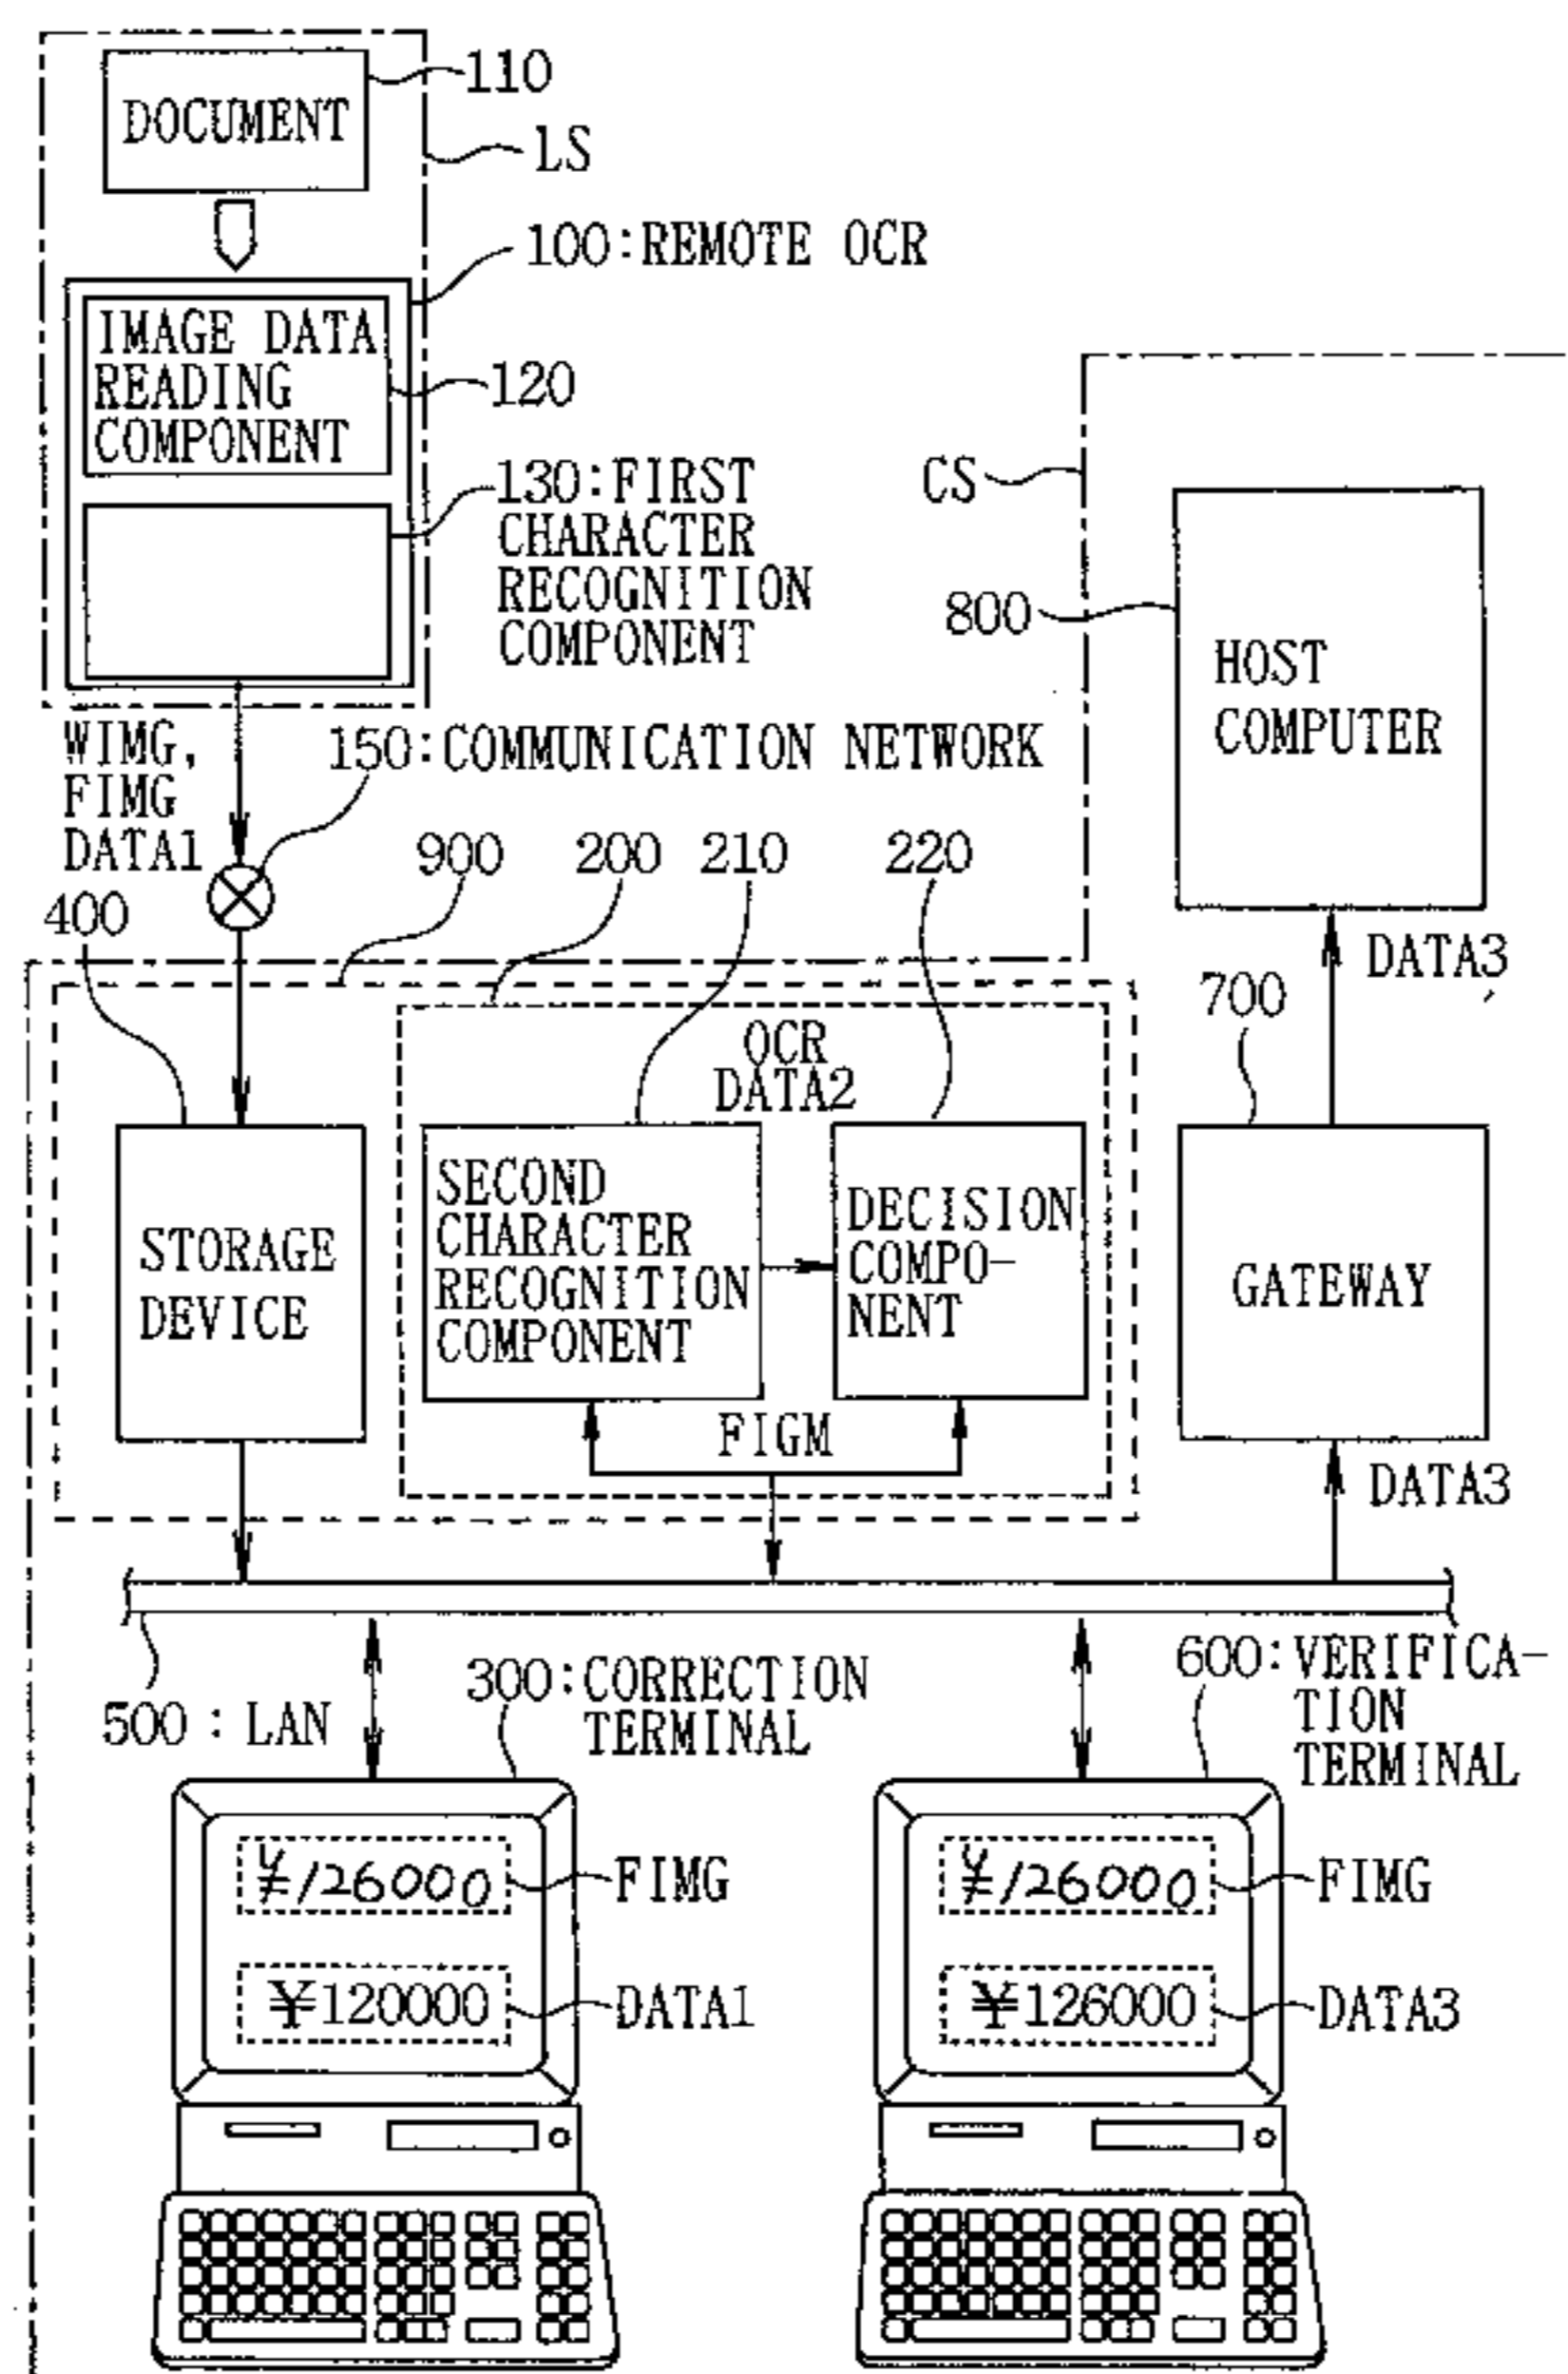 110
DOCUMENT
LS
100:REMOTE OCR
IMAGE DATA
READING
COMPONENT
120
130:FIRST
CHARACTER
RECOGNITION
COMPONENT
CS
800
HOST
COMPUTER
WIMG,
FIMG
DATA1
150:COMMUNICATION NETWORK
900
200
210
220
400
DATA3
700
OCR
DATA2
STORAGE
DEVICE
SECOND
CHARACTER
RECOGNITION
COMPONENT
DECISION
COMPO-
NENT
GATEWAY
FIGM
DATA3
500:LAN
300:CORRECTION
TERMINAL
600:VERIFICA-
TION
TERMINAL
¥126000
FIMG
¥120000
DATA1
¥126000
FIMG
¥126000
DATA3